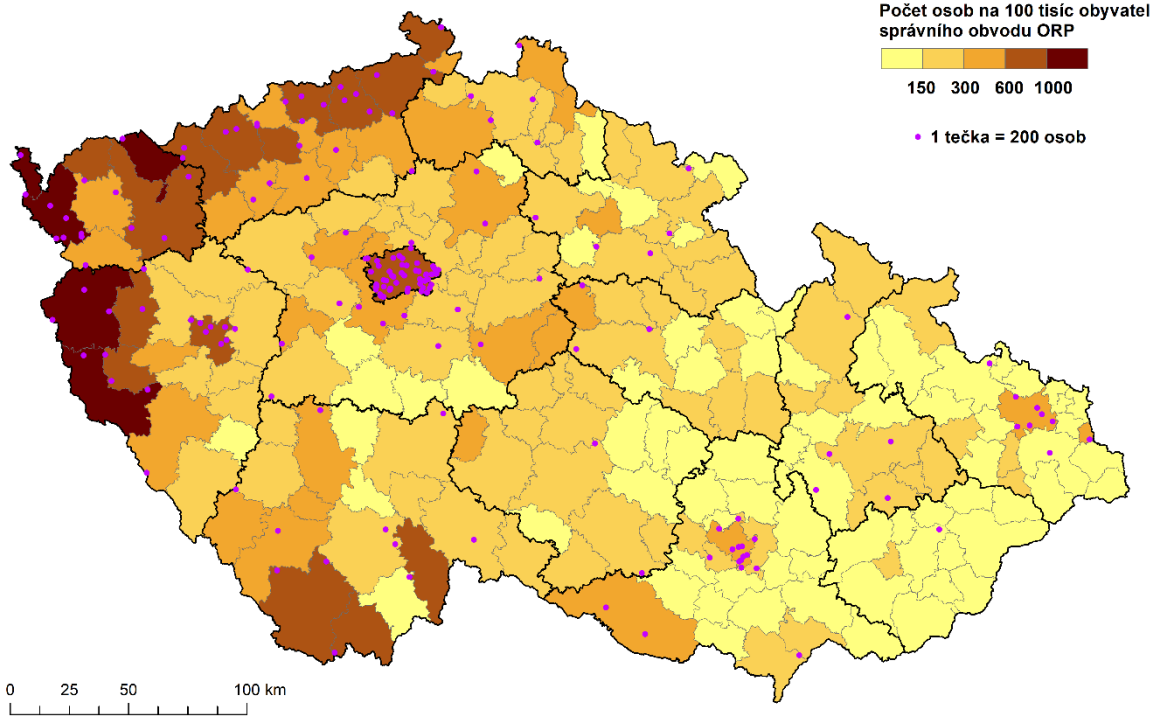 Počet osob na 100 tisíc obyvatel
správního obvodu ORP
150 300 600 1000
1 tečka = 200 osob
0 25 50 100 km